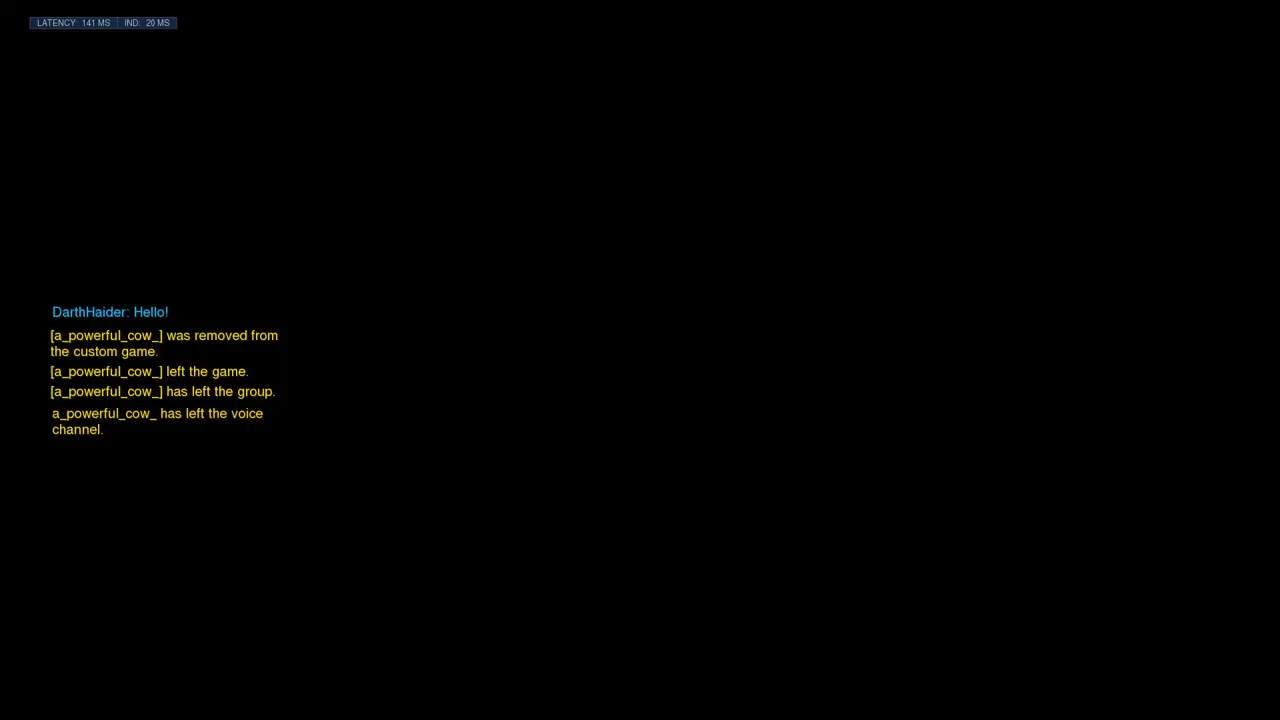 LATENCY: 141 MS IND: 20 MS
DarthHaider: Hello!
[a_powerful_cow_] was removed from
the custom game.
[a_powerful_cow_] left the game.
[a_powerful_cow_] has left the group.
a_powerful_cow_ has left the voice
channel.